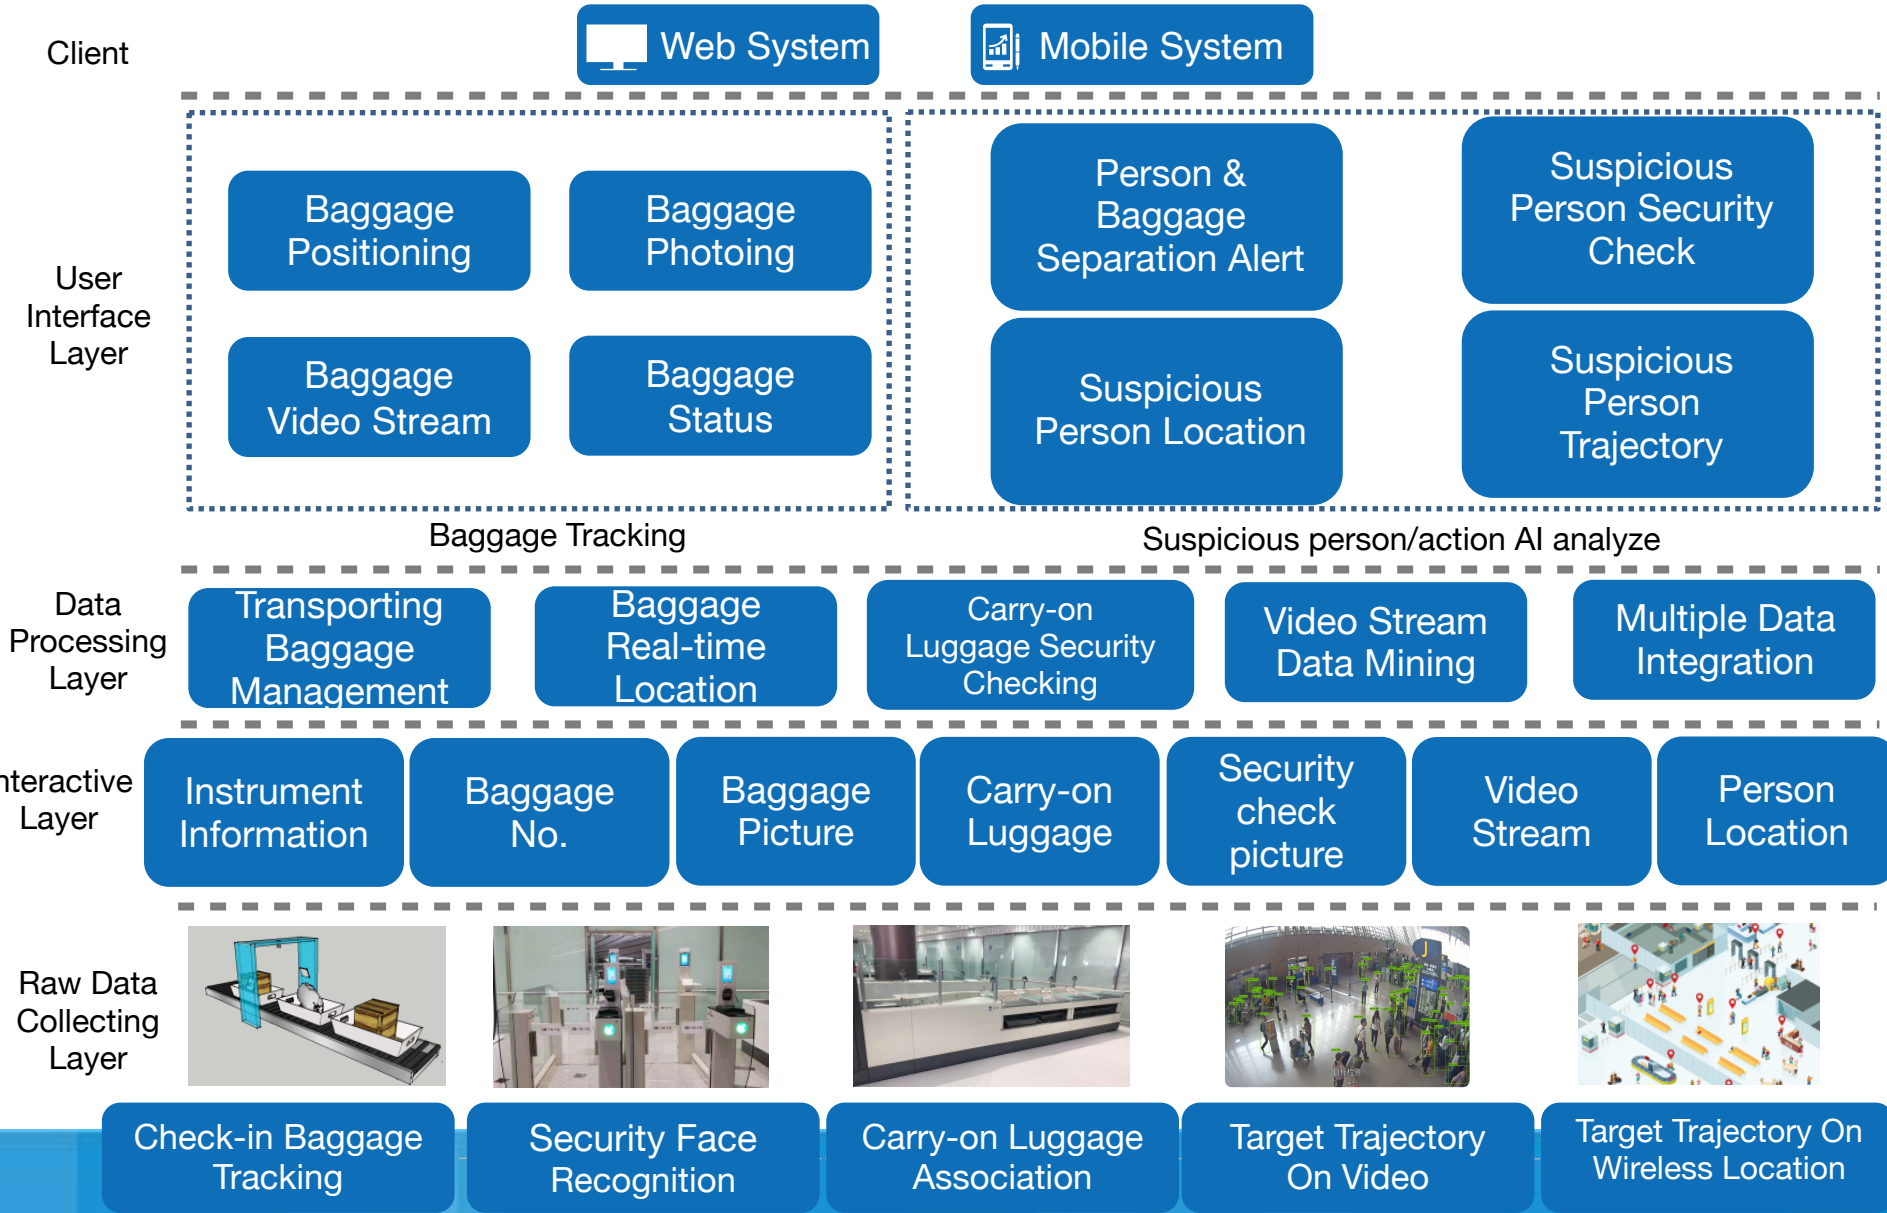 Client
Web System
Mobile System
User
Interface
Layer
Baggage
Positioning
Baggage
Photoing
Baggage
Video Stream
Baggage
Status
Baggage Tracking
Person &
Baggage
Separation Alert
Suspicious
Person Security
Check
Suspicious
Person Location
Suspicious
Person
Trajectory
Suspicious person/action AI analyze
Data
Processing
Layer
Transporting
Baggage
Management
Baggage
Real-time
Location
Carry-on
Luggage Security
Checking
Video Stream
Data Mining
Multiple Data
Integration
nteractive
Layer
Instrument
Information
Baggage
No.
Baggage
Picture
Carry-on
Luggage
Security
check
picture
Video
Stream
Person
Location
Raw Data
Collecting
Layer
J
目标检测
Check-in Baggage
Tracking
Security Face
Recognition
Carry-on Luggage
Association
Target Trajectory
On Video
Target Trajectory On
Wireless Location